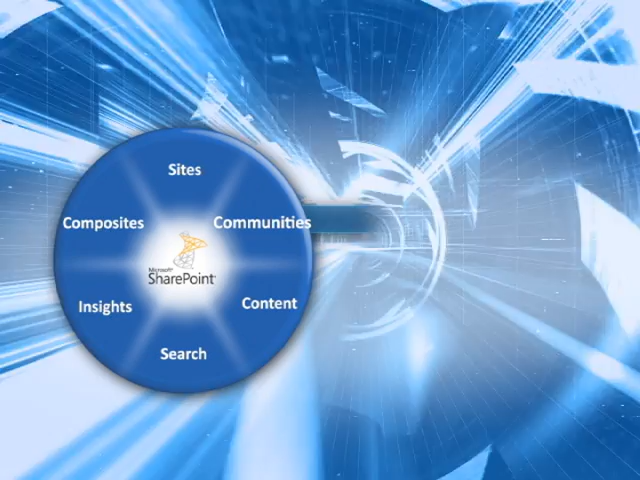 Sites
Composites
Communities
Microsoft
SharePoint
Insights
Content
Search